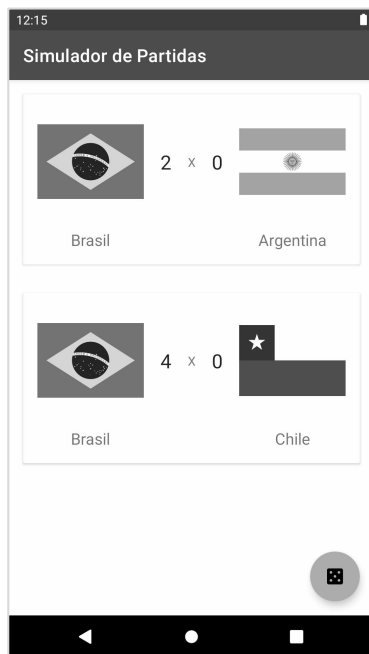 12:15
Simulador de Partidas
2 x 0
Brasil Argentina
4 x 0
Brasil Chile